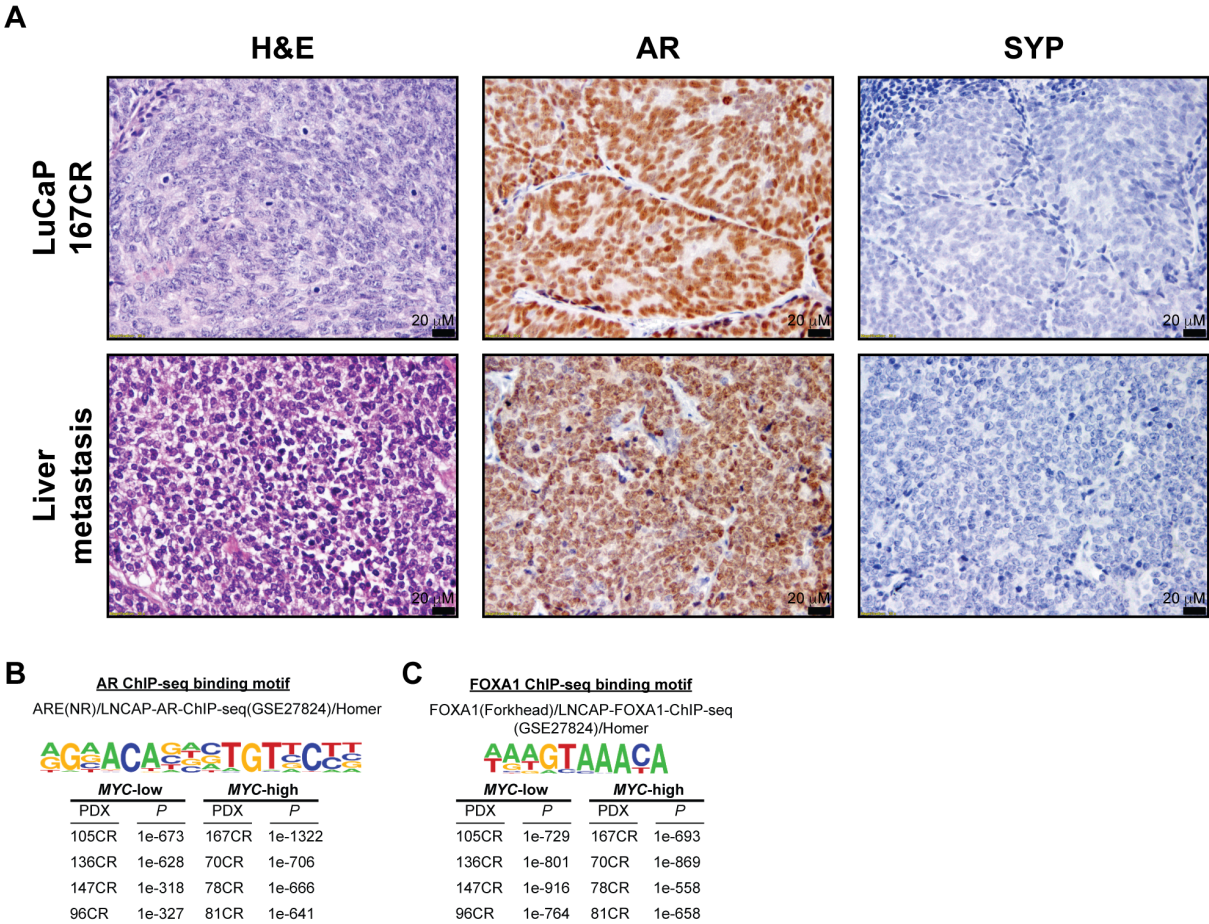 A
H&E
AR
SYP
LuCaP
167CR
20 µM
20 µM
20 µM
Liver
metastasis
20 µM
20 µM
20 µM
B
AR ChIP-seq binding motif
ARE(NR)/LNCAP-AR-ChIP-seq(GSE27824)/Homer
MYC-low MYC-high
PDX P PDX P
105CR 1e-673 167CR 1e-1322
136CR 1e-628 70CR 1e-706
147CR 1e-318 78CR 1e-666
96CR 1e-327 81CR 1e-641
C
FOXA1 ChIP-seq binding motif
FOXA1(Forkhead)/LNCAP-FOXA1-ChIP-seq
(GSE27824)/Homer
MYC-low MYC-high
PDX P PDX P
105CR 1e-729 167CR 1e-693
136CR 1e-801 70CR 1e-869
147CR 1e-916 78CR 1e-558
96CR 1e-764 81CR 1e-658